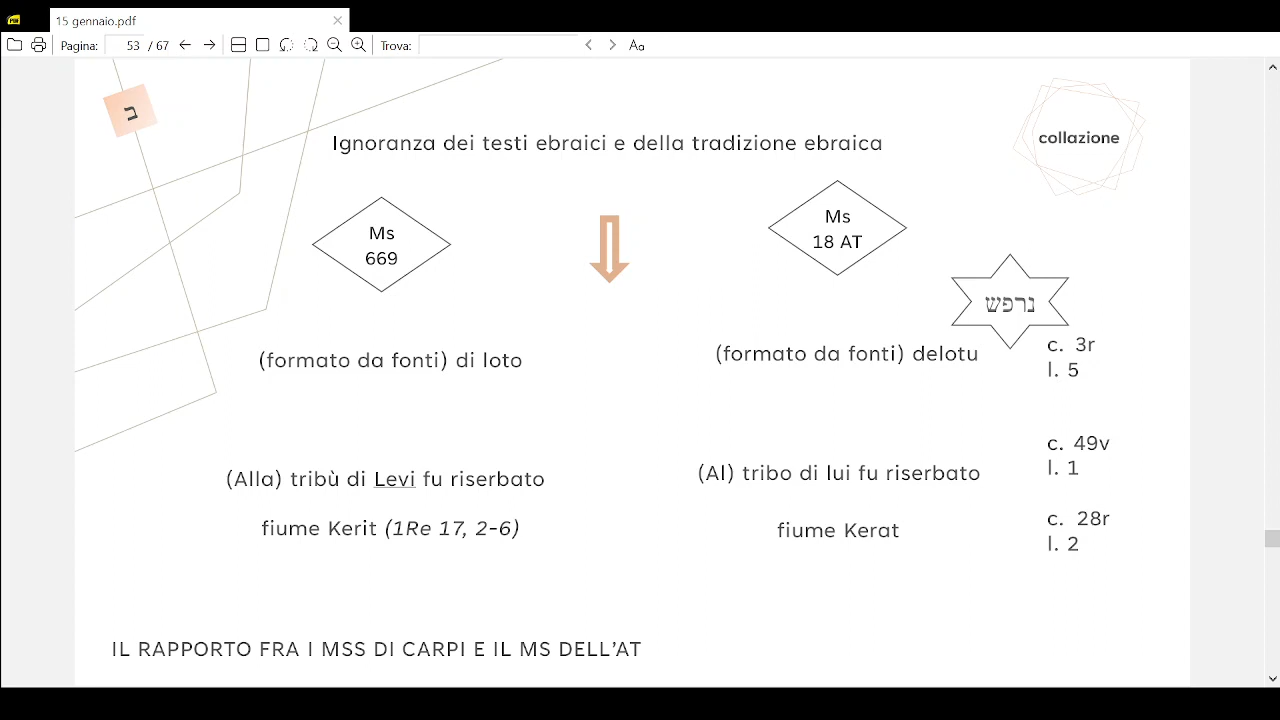 15 gennaio.pdf
Pagina: 53 / 67 Trova: Aa
ב
Ignoranza dei testi ebraici e della tradizione ebraica
collazione
Ms
669
Ms
18 AT
נרפש
(formato da fonti) di loto
(formato da fonti) delotu
c. 3r
l. 5
(Alla) tribù di Levi fu riserbato
(Al) tribo di lui fu riserbato
c. 49v
l. 1
fiume Kerit (1Re 17, 2-6)
fiume Kerat
c. 28r
l. 2
IL RAPPORTO FRA I MSS DI CARPI E IL MS DELL'AT